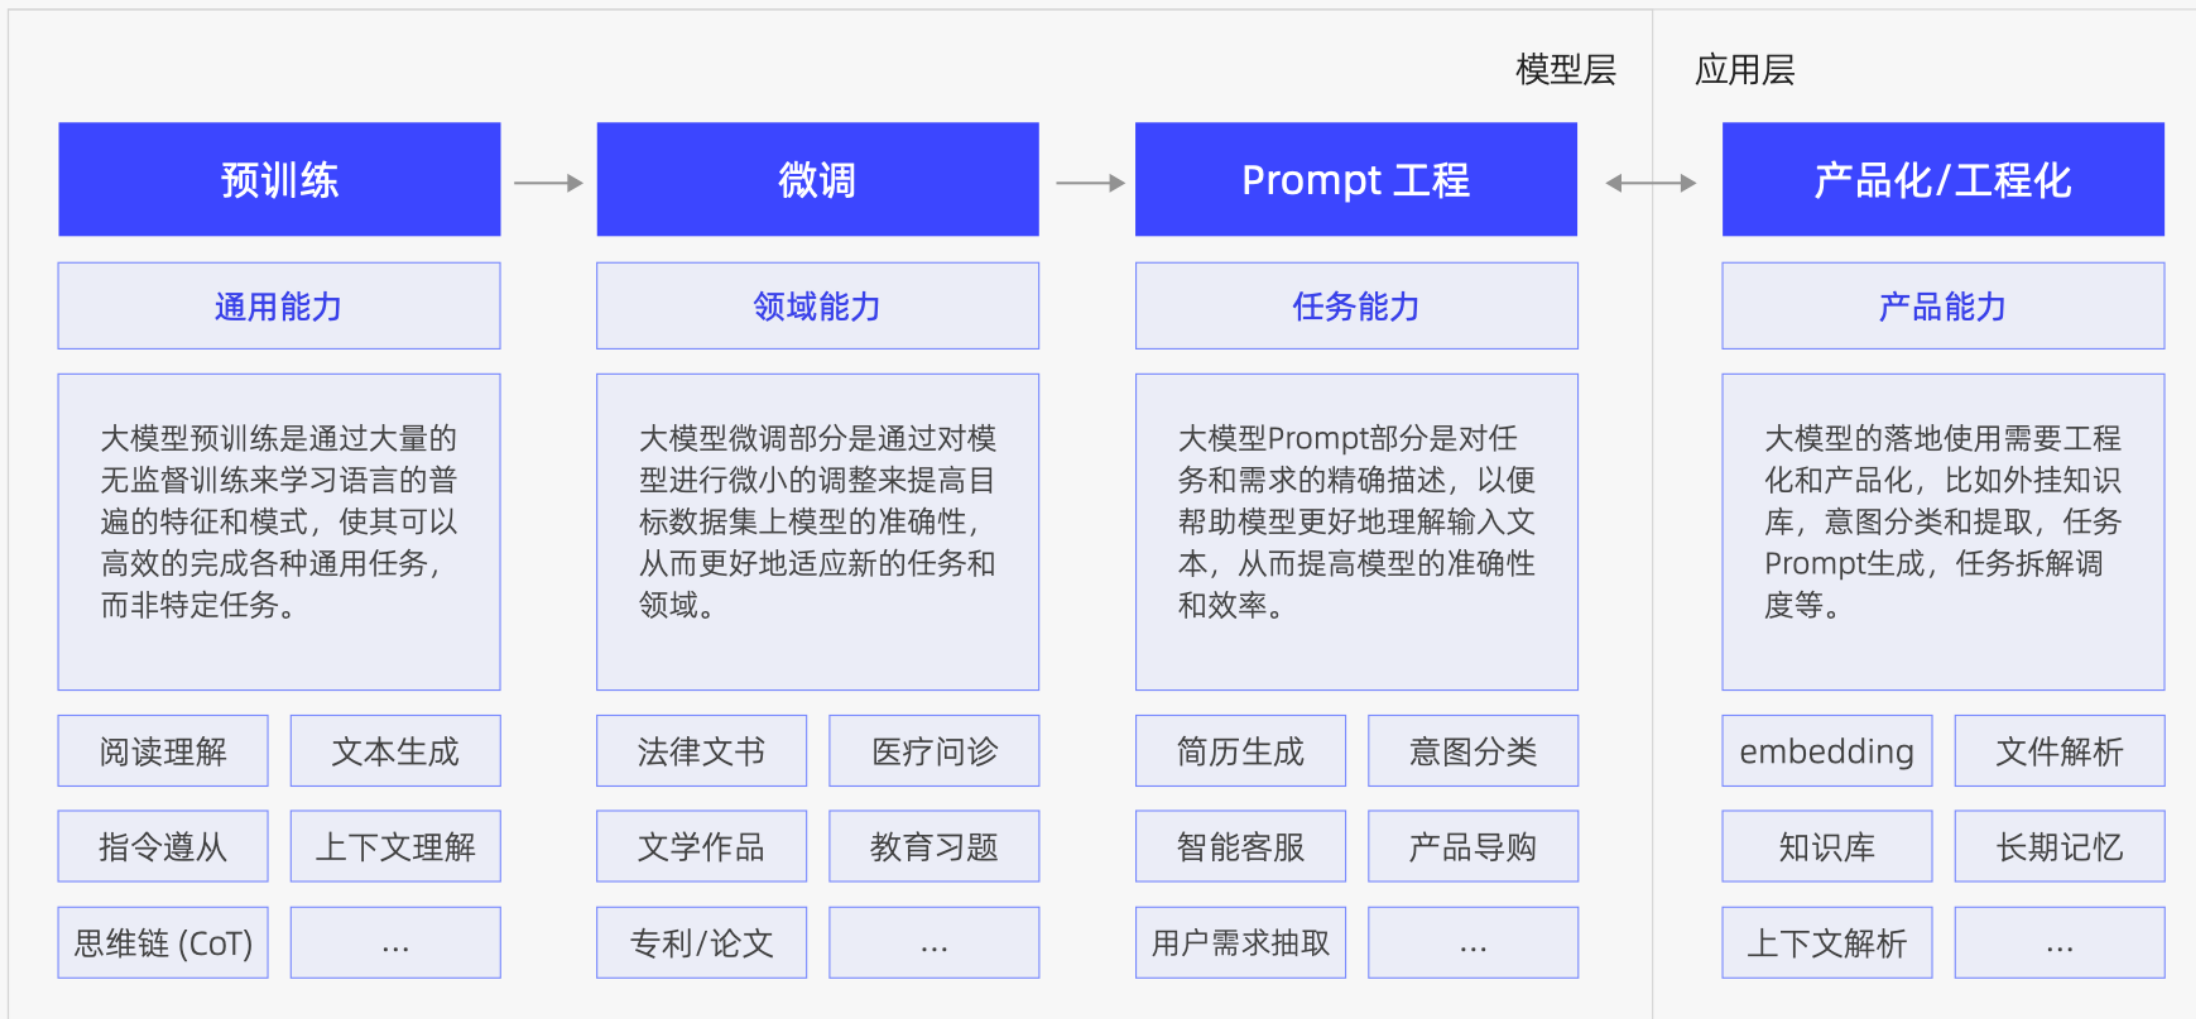 模型层
应用层
预训练
微调
Prompt 工程
产品化/工程化
通用能力
领域能力
任务能力
产品能力
大模型预训练是通过大量的
无监督训练来学习语言的普
遍的特征和模式，使其可以
高效的完成各种通用任务，
而非特定任务。
大模型微调部分是通过对模
型进行微小的调整来提高目
标数据集上模型的准确性，
从而更好地适应新的任务和
领域。
大模型Prompt部分是对任
务和需求的精确描述，以便
帮助模型更好地理解输入文
本，从而提高模型的准确性
和效率。
大模型的落地使用需要工程
化和产品化，比如外挂知识
库，意图分类和提取，任务
Prompt生成，任务拆解调
度等。
阅读理解
文本生成
法律文书
医疗问诊
简历生成
意图分类
embedding
文件解析
指令遵从
上下文理解
文学作品
教育习题
智能客服
产品导购
知识库
长期记忆
思维链 (CoT)
...
专利/论文
...
用户需求抽取
...
上下文解析
...